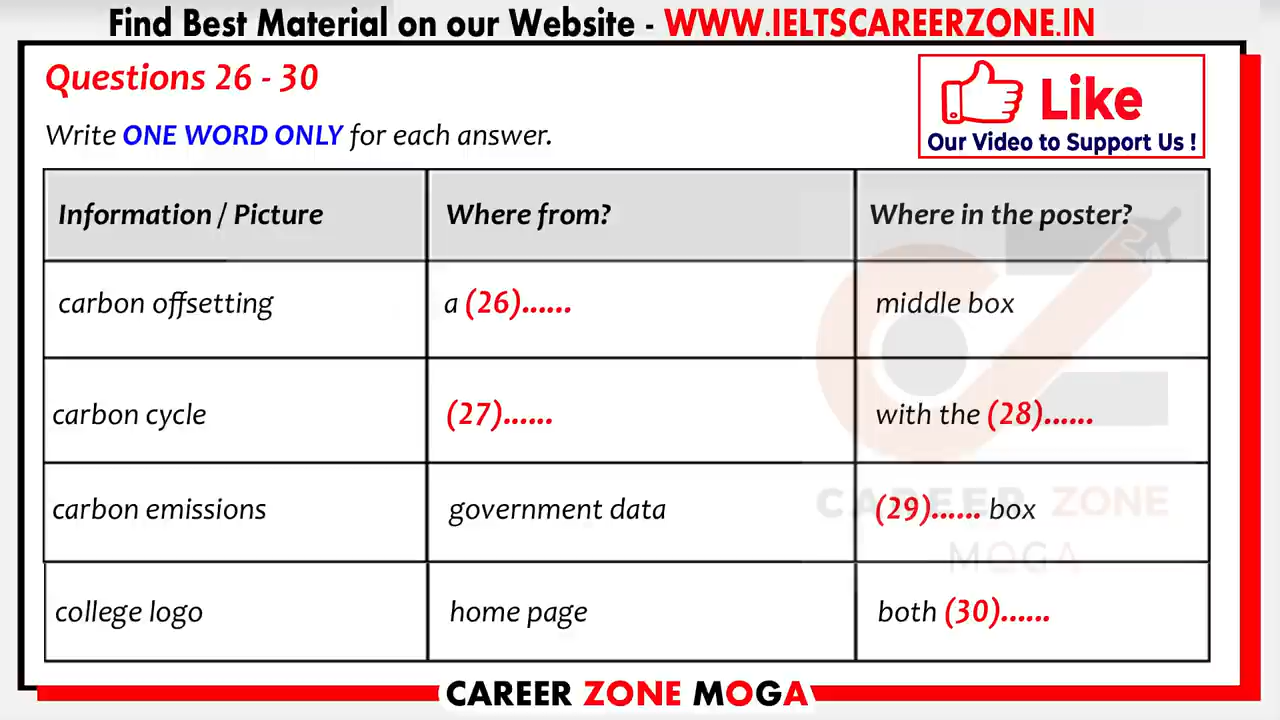 Find Best Material on our Website - WWW.IELTSCAREERZONE.IN
Questions 26 - 30
Like
Write ONE WORD ONLY for each answer.
Our Video to Support Us !
Information / Picture Where from? Where in the poster?
carbon offsetting a (26)...... middle box
carbon cycle (27)...... with the (28)......
carbon emissions government data (29)...... box
CAREER ZONE
MOGA
college logo home page both (30)......
CAREER ZONE MOGA